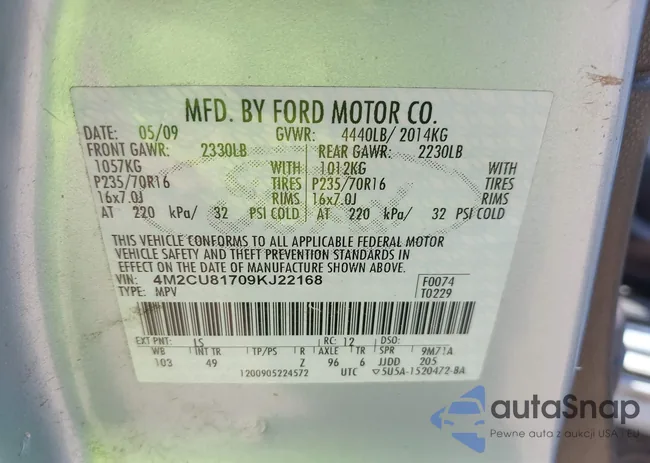 MFD. BY FORD MOTOR CO.
DATE: 05/09 GVWR: 4440LB/ 2014KG
FRONT GAWR: 2330LB REAR GAWR: 2230LB
1057KG WITH 1012KG WITH
P235/70R16 TIRES P235/70R16 TIRES
16x7.0J RIMS 16x7.0J RIMS
AT 220 kPa/ 32 PSI COLD AT 220 kPa/ 32 PSI COLD
THIS VEHICLE CONFORMS TO ALL APPLICABLE FEDERAL MOTOR
VEHICLE SAFETY AND THEFT PREVENTION STANDARDS IN
EFFECT ON THE DATE OF MANUFACTURE SHOWN ABOVE.
VIN: 4M2CU81709KJ22168 F0074
TYPE: MPV T0229
EXT PNT: LS RC: 12 DSO:
WB INT TR TP/PS R AXLE TR SPR 9M71A
103 49 Z 96 6 JJDD 205
1200905224572 UTC 5U5A-1520472-BA
autaSnap
Pewne auta z aukcji USA i EU